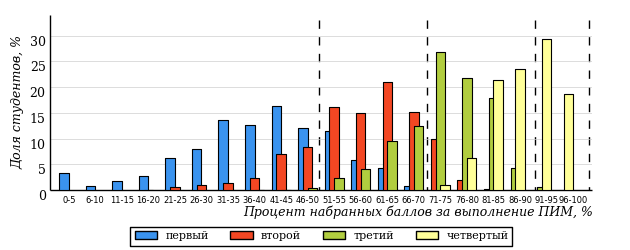 Доля студентов, %
30
25
20
15
10
5
0
0-5 6-10 11-15 16-20 21-25 26-30 31-35 36-40 41-45 46-50 51-55 56-60 61-65 66-70 71-75 76-80 81-85 86-90 91-95 96-100
Процент набранных баллов за выполнение ПИМ, %
первый второй третий четвертый